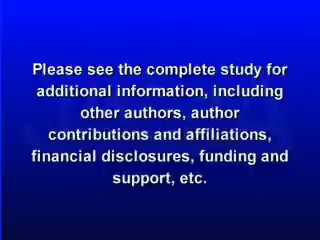 Please see the complete study for
additional information, including
other authors, author
contributions and affiliations,
financial disclosures, funding and
support, etc.